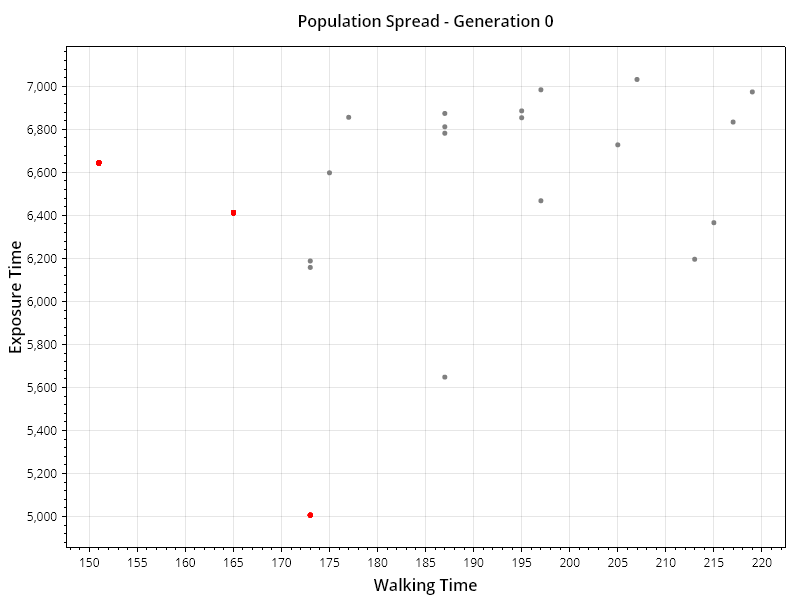 Population Spread - Generation 0
7,000
6,800
6,600
6,400
6,200
6,000
5,800
5,600
5,400
5,200
5,000
Exposure Time
150 155 160 165 170 175 180 185 190 195 200 205 210 215 220
Walking Time